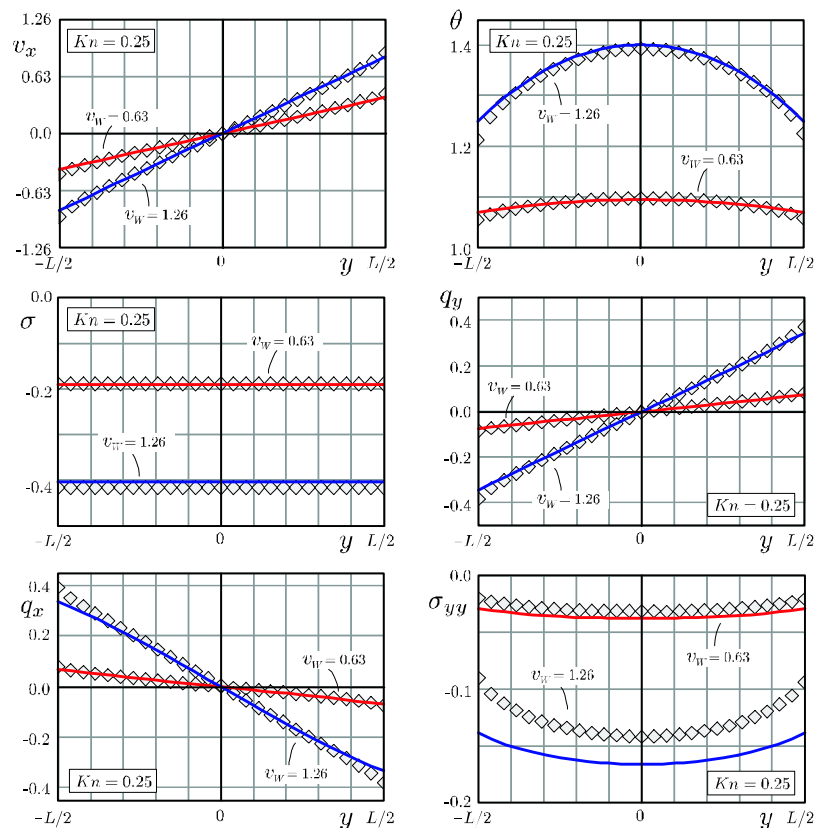 1.26
v_x
Kn = 0.25
0.63
v_W = 0.63
0.0
-0.63
v_W = 1.26
-1.26
-L/2
0
y
L/2
θ
1.4
Kn = 0.25
v_W = 1.26
1.2
v_W = 0.63
1.0
-L/2
0
y
L/2
0.0
σ
Kn = 0.25
v_W = 0.63
-0.2
v_W = 1.26
-0.4
-L/2
0
y
L/2
q_y
0.4
0.2
v_W = 0.63
0.0
-0.2
v_W = 1.26
-0.4
Kn = 0.25
-L/2
0
y
L/2
0.4
q_x
0.2
v_W = 0.63
0.0
-0.2
v_W = 1.26
-0.4
Kn = 0.25
-L/2
0
y
L/2
0.0
σ_yy
v_W = 0.63
v_W = 1.26
-0.1
Kn = 0.25
-0.2
-L/2
0
y
L/2